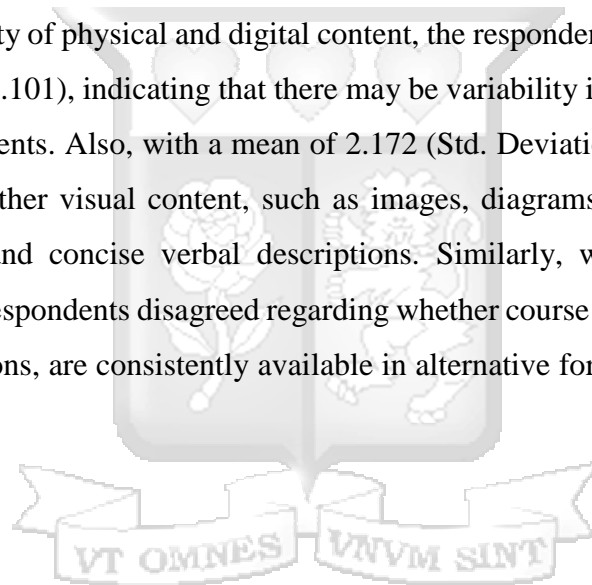 ty of physical and digital content, the responder
.101), indicating that there may be variability i
ents. Also, with a mean of 2.172 (Std. Deviatio
ther visual content, such as images, diagrams
and concise verbal descriptions. Similarly, w
espondents disagreed regarding whether course
ons, are consistently available in alternative for
VT OMNES VNVM SINT